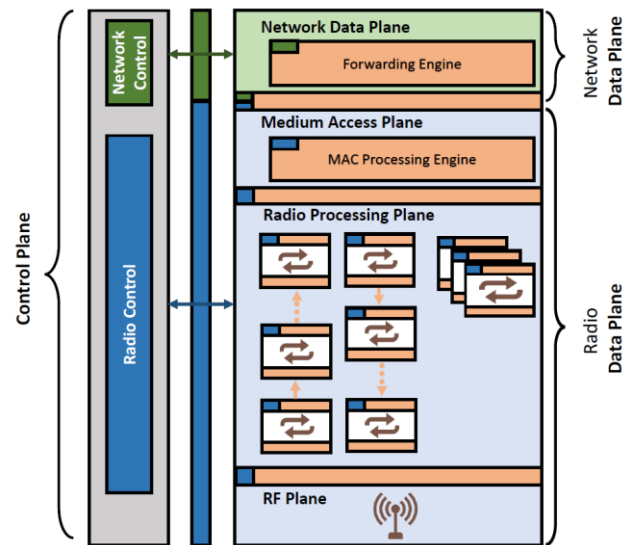 Control Plane
Network
Control
Radio Control
Network Data Plane
Forwarding Engine
Medium Access Plane
MAC Processing Engine
Radio Processing Plane
RF Plane
Network
Data Plane
Radio
Data Plane